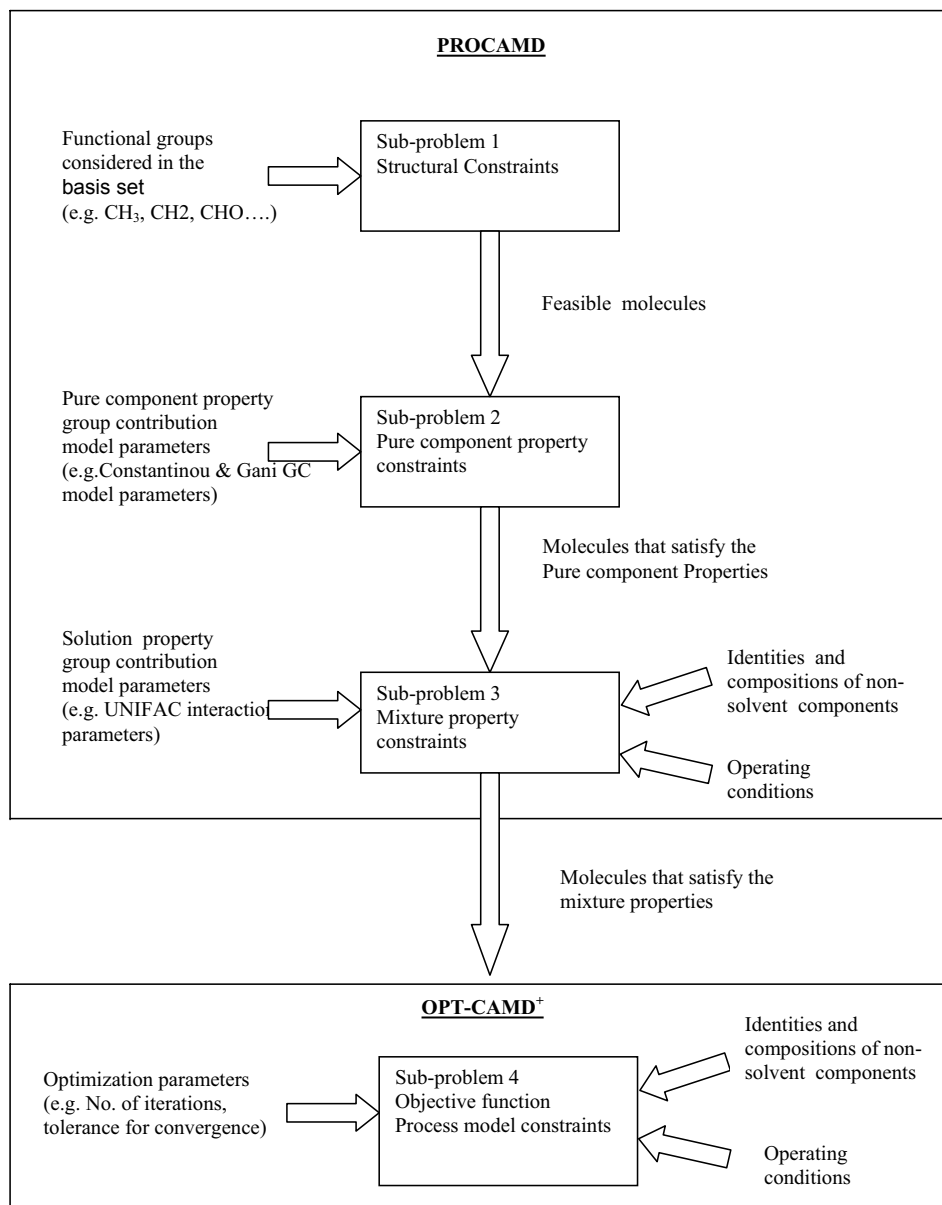 PROCAMD
Functional groups
considered in the
basis set
(e.g. CH₃, CH2, CHO….)
Sub-problem 1
Structural Constraints
Feasible molecules
Pure component property
group contribution
model parameters
(e.g.Constantinou & Gani GC
model parameters)
Sub-problem 2
Pure component property
constraints
Molecules that satisfy the
Pure component Properties
Solution property
group contribution
model parameters
(e.g. UNIFAC interaction
parameters)
Sub-problem 3
Mixture property
constraints
Identities and
compositions of non-
solvent components
Operating
conditions
Molecules that satisfy the
mixture properties
OPT-CAMD⁺
Optimization parameters
(e.g. No. of iterations,
tolerance for convergence)
Sub-problem 4
Objective function
Process model constraints
Identities and
compositions of non-
solvent components
Operating
conditions